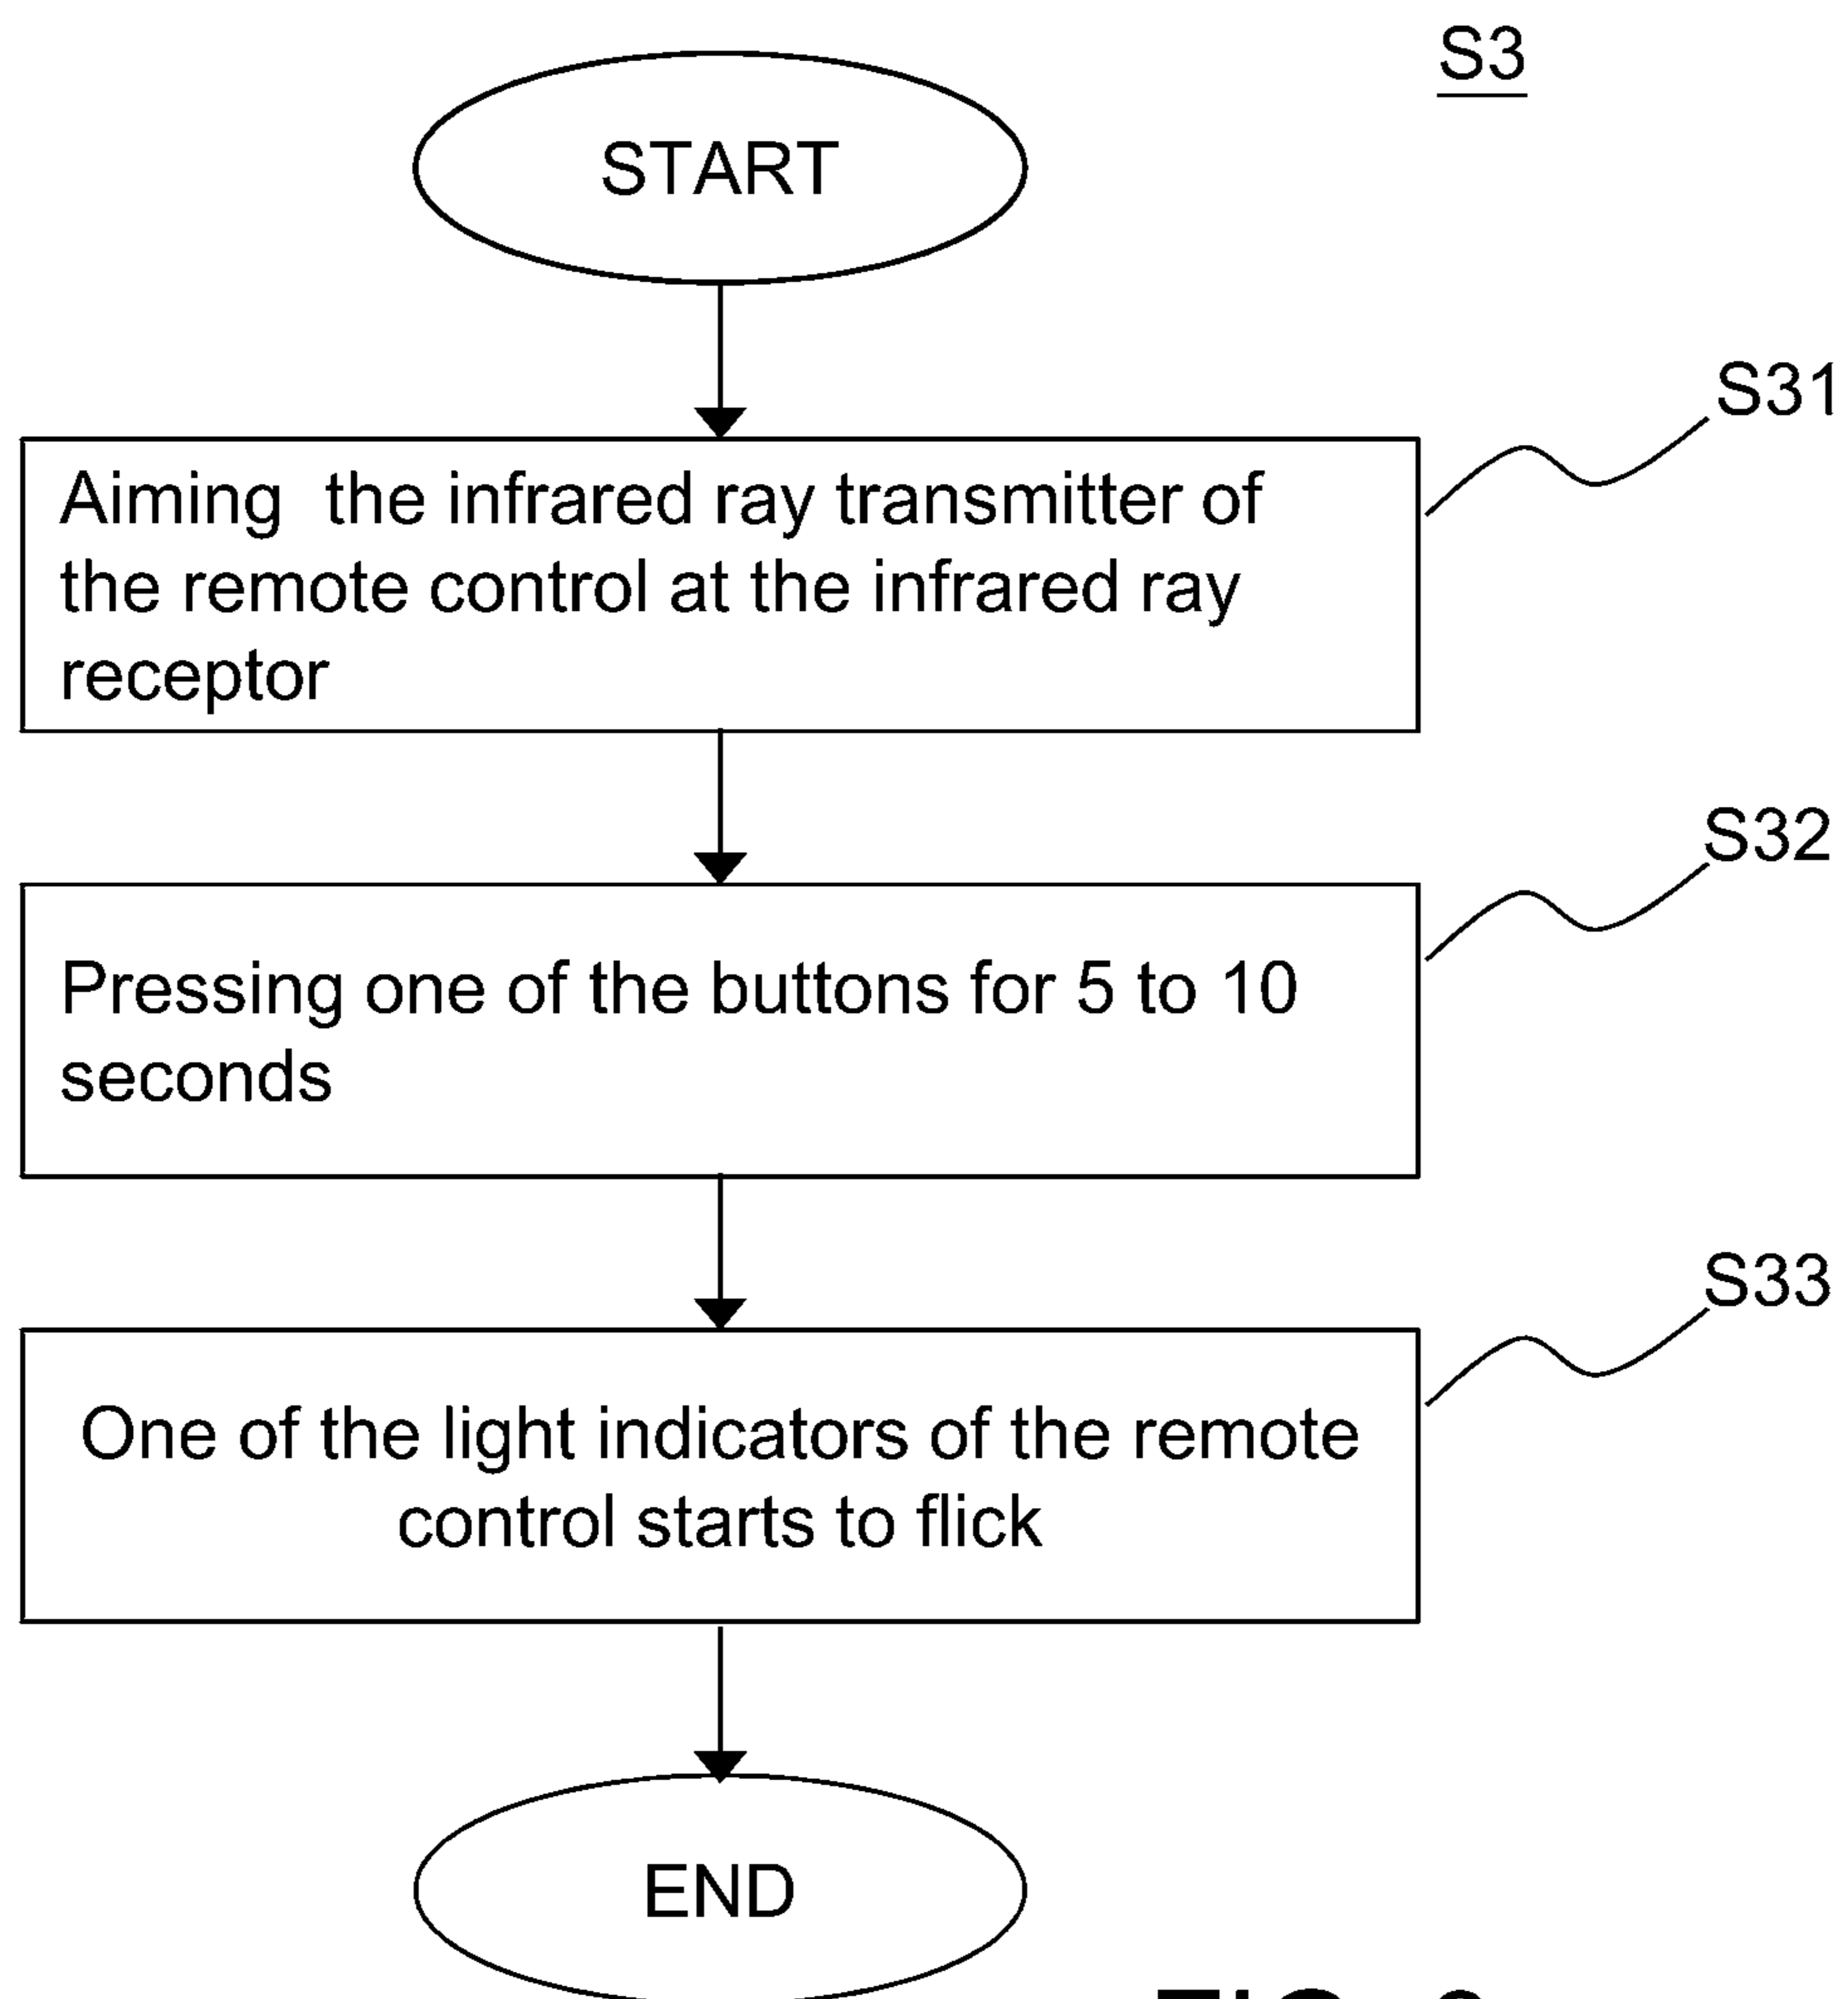 S3
START
S31
Aiming the infrared ray transmitter of
the remote control at the infrared ray
receptor
S32
Pressing one of the buttons for 5 to 10
seconds
S33
One of the light indicators of the remote
control starts to flick
END